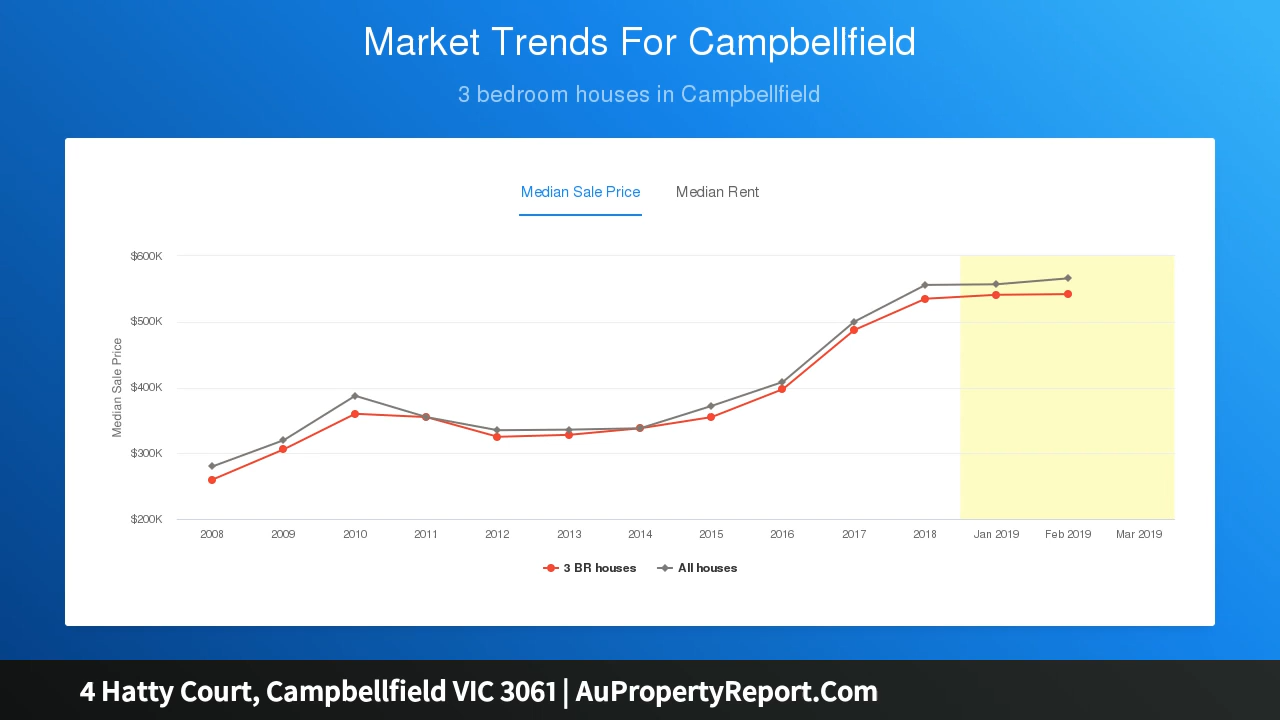 Market Trends For Campbellfield
3 bedroom houses in Campbellfield
Median Sale Price Median Rent
Median Sale Price
$600K
$500K
$400K
$300K
$200K
2008 2009 2010 2011 2012 2013 2014 2015 2016 2017 2018 Jan 2019 Feb 2019 Mar 2019
3 BR houses All houses
4 Hatty Court, Campbellfield VIC 3061 | AuPropertyReport.Com